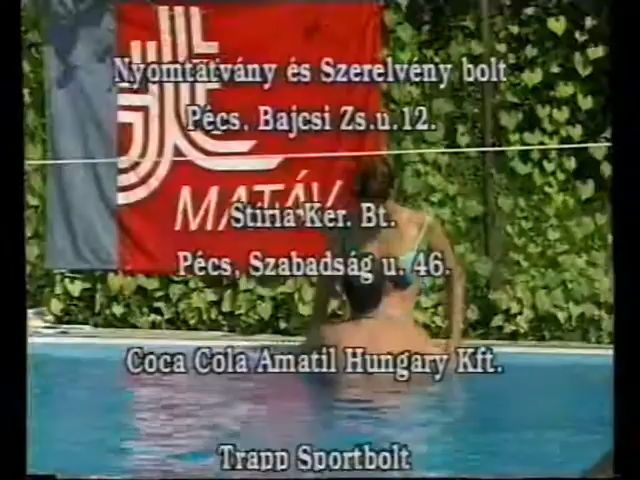 Nyomtatvány és Szerelvény bolt
Pécs. Bajcsi Zs.u.12.
MATÁV
Stiria Ker. Bt.
Pécs, Szabadság u. 46.
Coca Cola Amatil Hungary Kft.
Trapp Sportbolt